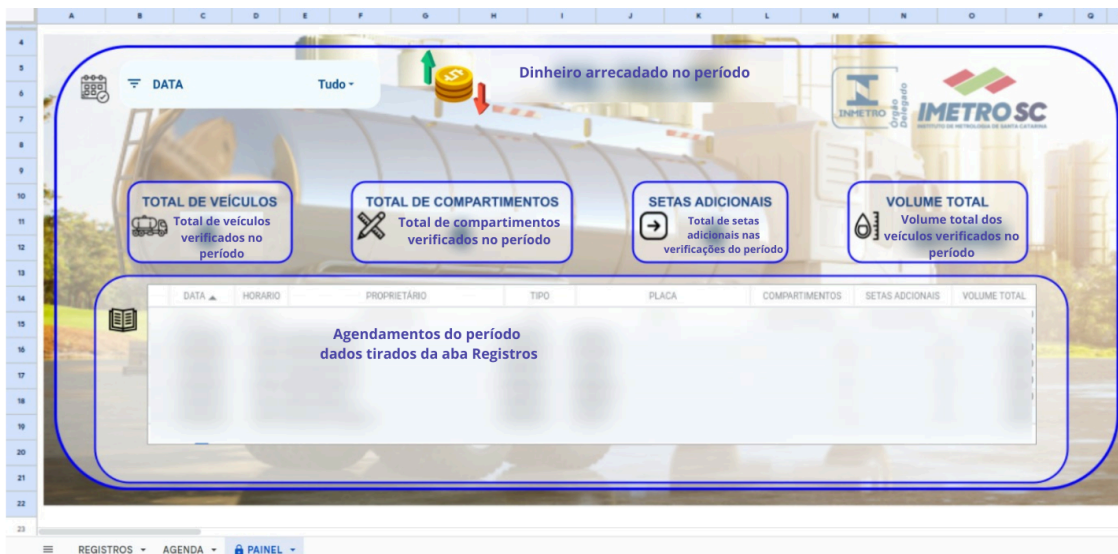 A B C D E F G H I J K L M N O P Q
4
5
6
7
8
9
10
11
12
13
14
15
16
17
18
19
20
21
22
23
DATA Tudo
Dinheiro arrecadado no período
INMETRO
Órgão
Delegado
IMETRO SC
INSTITUTO DE METROLOGIA DE SANTA CATARINA
TOTAL DE VEÍCULOS
Total de veículos
verificados no
período
TOTAL DE COMPARTIMENTOS
Total de compartimentos
verificados no período
SETAS ADICIONAIS
Total de setas
adicionais nas
verificações do período
VOLUME TOTAL
Volume total dos
veículos verificados no
período
DATA HORARIO PROPRIETÁRIO TIPO PLACA COMPARTIMENTOS SETAS ADCIONAIS VOLUME TOTAL
Agendamentos do período
dados tirados da aba Registros
REGISTROS AGENDA PAINEL